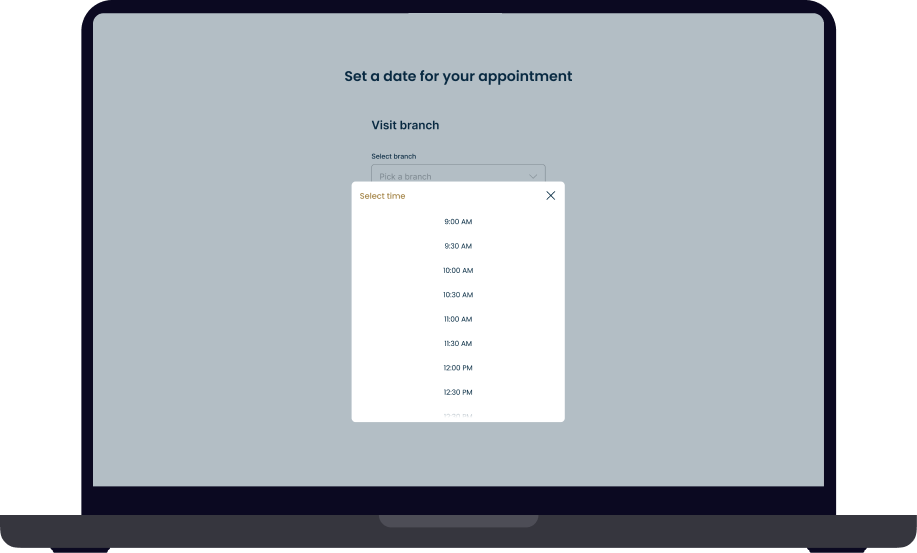 Set a date for your appointment
Visit branch
Select branch
Pick a branch
Select time
9:00 AM
9:30 AM
10:00 AM
10:30 AM
11:00 AM
11:30 AM
12:00 PM
12:30 PM